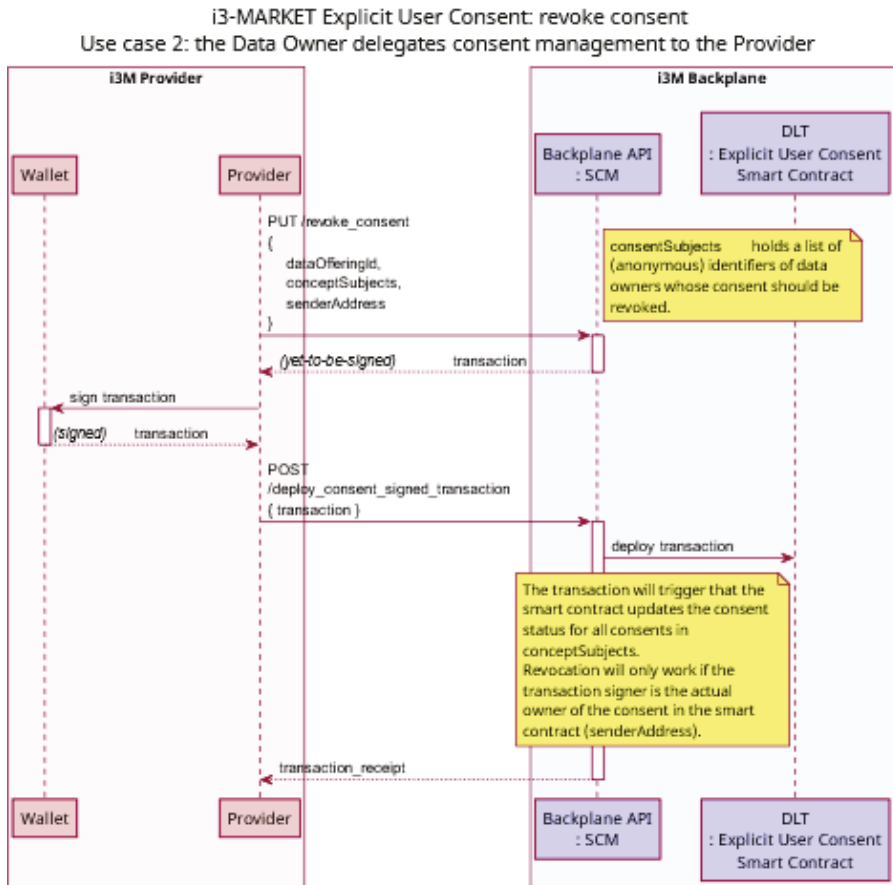 i3-MARKET Explicit User Consent: revoke consent
Use case 2: the Data Owner delegates consent management to the Provider
i3M Provider
i3M Backplane
Wallet
Provider
Backplane API
: SCM
DLT
: Explicit User Consent
Smart Contract
PUT /revoke_consent
{
dataOfferingId,
conceptSubjects,
senderAddress
}
consentSubjects holds a list of
(anonymous) identifiers of data
owners whose consent should be
revoked.
(yet-to-be-signed) transaction
sign transaction
(signed) transaction
POST
/deploy_consent_signed_transaction
{ transaction }
deploy transaction
The transaction will trigger that the
smart contract updates the consent
status for all consents in
conceptSubjects.
Revocation will only work if the
transaction signer is the actual
owner of the consent in the smart
contract (senderAddress).
transaction_receipt
Wallet
Provider
Backplane API
: SCM
DLT
: Explicit User Consent
Smart Contract